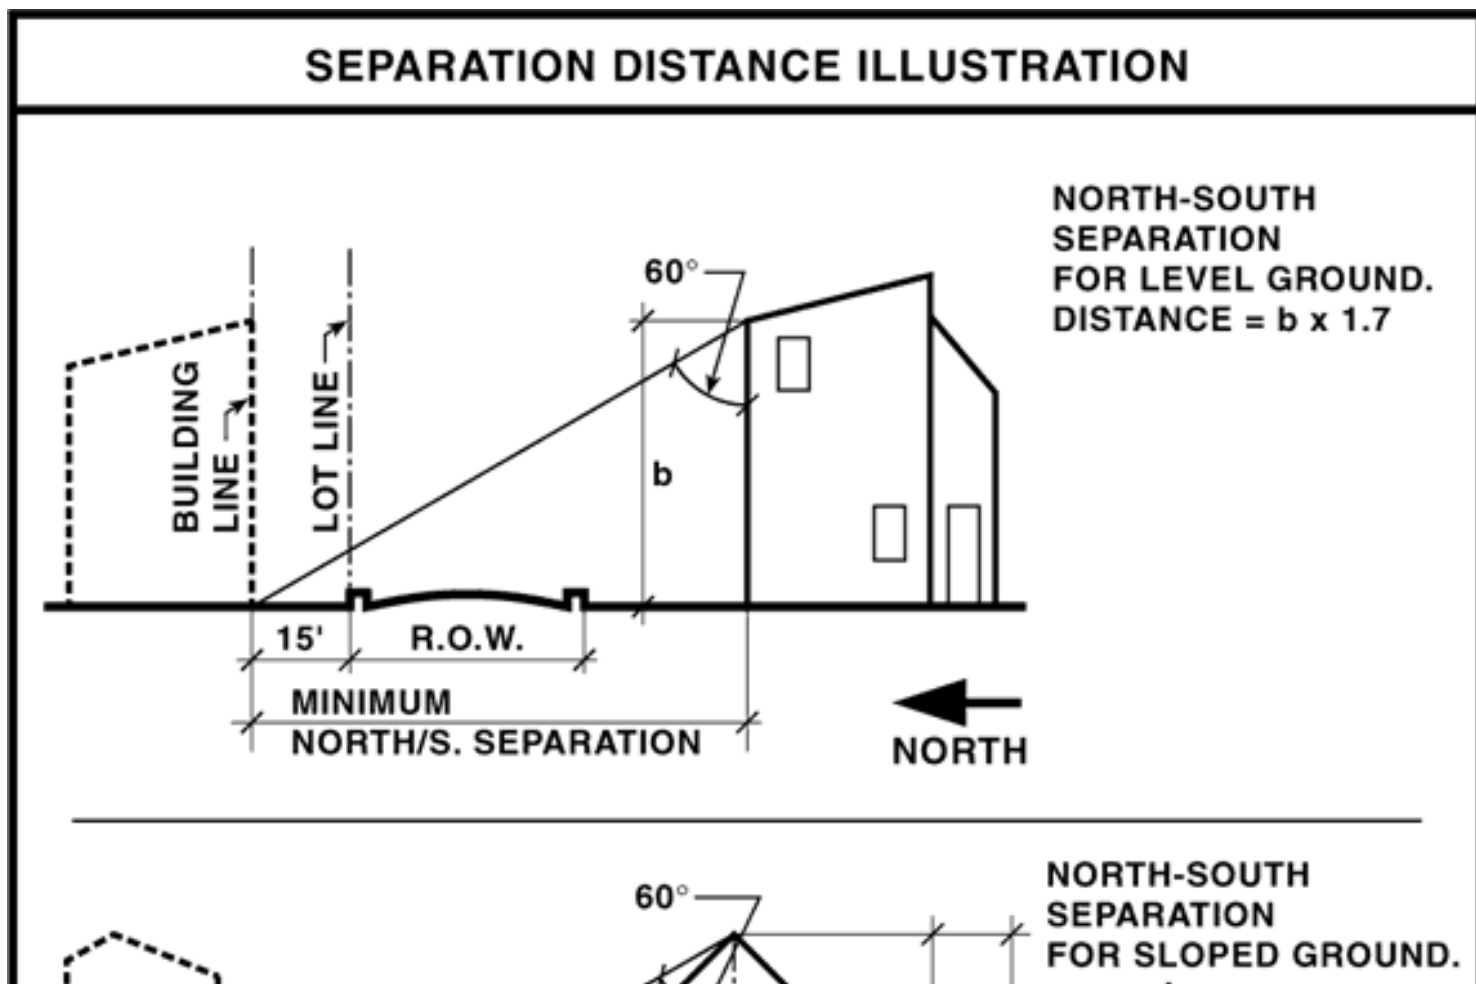 SEPARATION DISTANCE ILLUSTRATION
NORTH-SOUTH
SEPARATION
FOR LEVEL GROUND.
DISTANCE = b x 1.7
60°
BUILDING
LINE
LOT LINE
b
15'
R.O.W.
MINIMUM
NORTH/S. SEPARATION
NORTH
60°
NORTH-SOUTH
SEPARATION
FOR SLOPED GROUND.